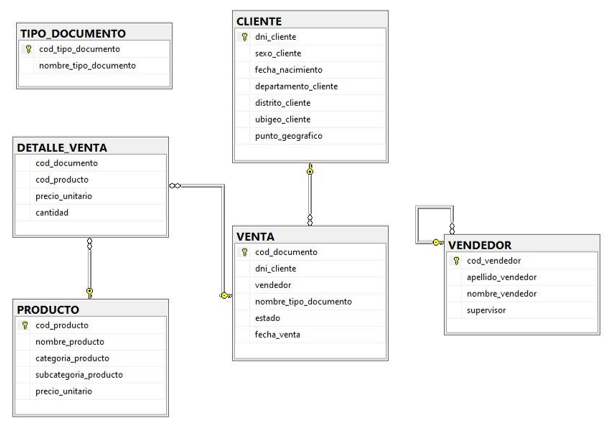 TIPO_DOCUMENTO
cod_tipo_documento
nombre_tipo_documento
CLIENTE
dni_cliente
sexo_cliente
fecha_nacimiento
departamento_cliente
distrito_cliente
ubigeo_cliente
punto_geografico
DETALLE_VENTA
cod_documento
cod_producto
precio_unitario
cantidad
VENTA
cod_documento
dni_cliente
vendedor
nombre_tipo_documento
estado
fecha_venta
VENDEDOR
cod_vendedor
apellido_vendedor
nombre_vendedor
supervisor
PRODUCTO
cod_producto
nombre_producto
categoria_producto
subcategoria_producto
precio_unitario